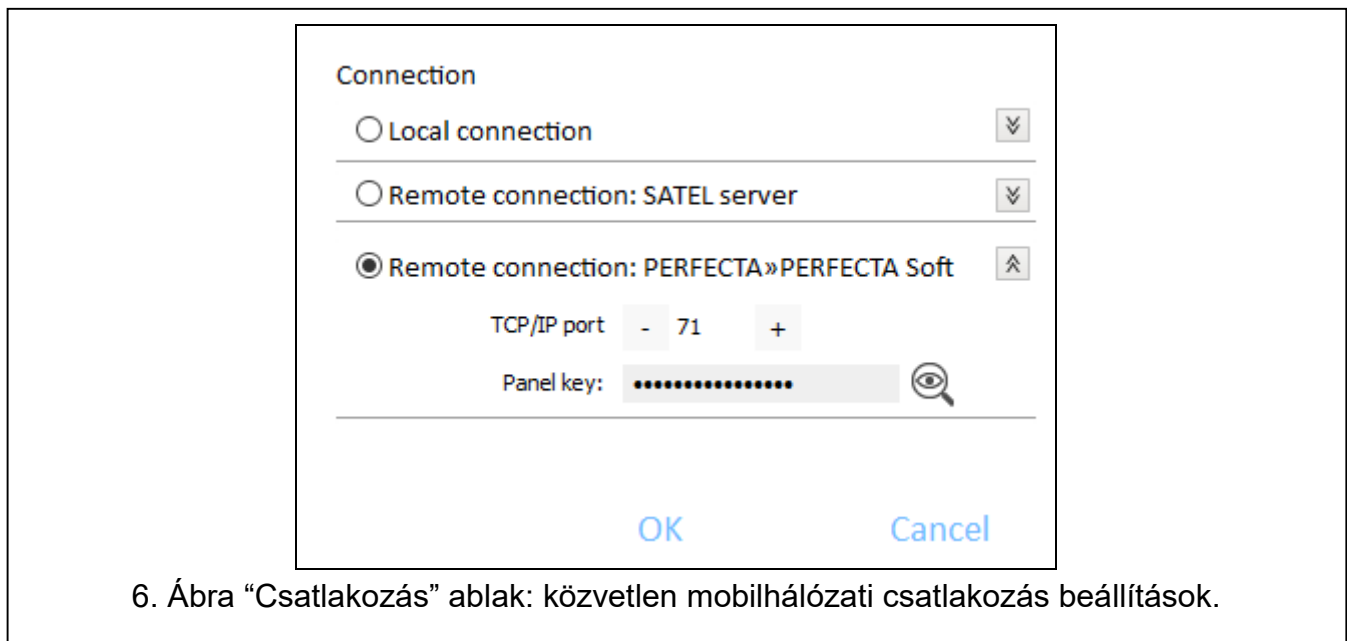 Connection
Local connection
Remote connection: SATEL server
Remote connection: PERFECTA»PERFECTA Soft
TCP/IP port - 71 +
Panel key: ••••••••••••••••
OK Cancel
6. Ábra “Csatlakozás” ablak: közvetlen mobilhálózati csatlakozás beállítások.